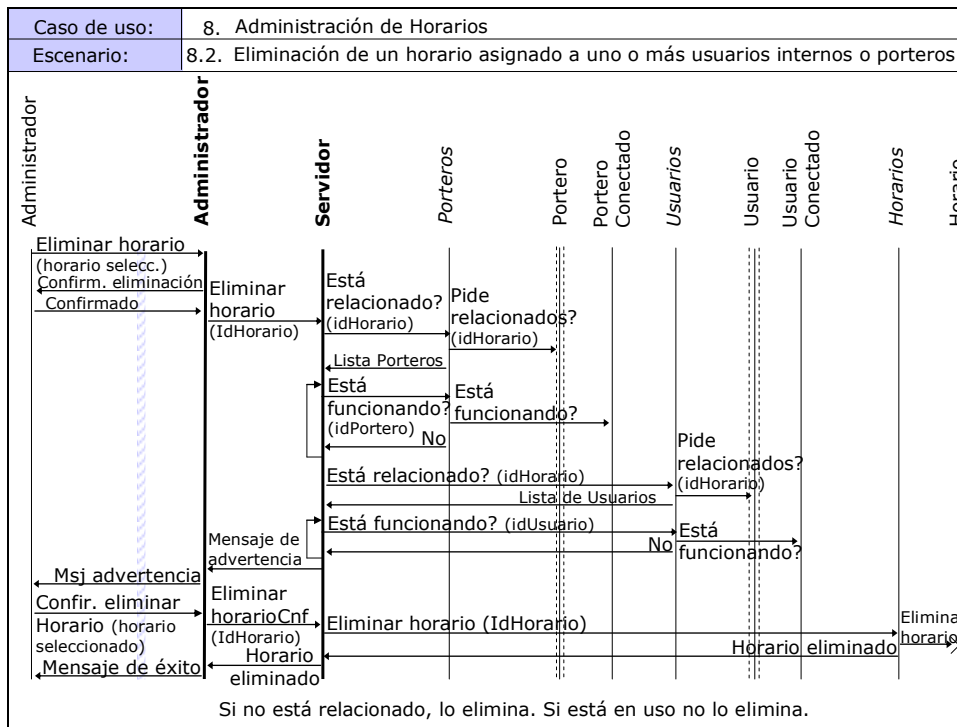 Caso de uso:
8. Administración de Horarios
Escenario:
8.2. Eliminación de un horario asignado a uno o más usuarios internos o porteros
Administrador
Administrador
Servidor
Porteros
Portero
Portero
Conectado
Usuarios
Usuario
Usuario
Conectado
Horarios
Horario
Eliminar horario
(horario selecc.)
Confirm. eliminación
Confirmado
Eliminar
horario
(IdHorario)
Está
relacionado?
(idHorario)
Pide
relacionados?
(idHorario)
Lista Porteros
Está
funcionando?
(idPortero)
Está
funcionando?
No
Pide
relacionados?
(idHorario)
Está relacionado? (idHorario)
Lista de Usuarios
Está funcionando? (idUsuario)
Está
funcionando?
No
Mensaje de
advertencia
Msj advertencia
Confir. eliminar
Horario (horario
seleccionado)
Eliminar
horarioCnf
(IdHorario)
Eliminar horario (IdHorario)
Elimina
horario
Horario eliminado
Horario
eliminado
Mensaje de éxito
Si no está relacionado, lo elimina. Si está en uso no lo elimina.